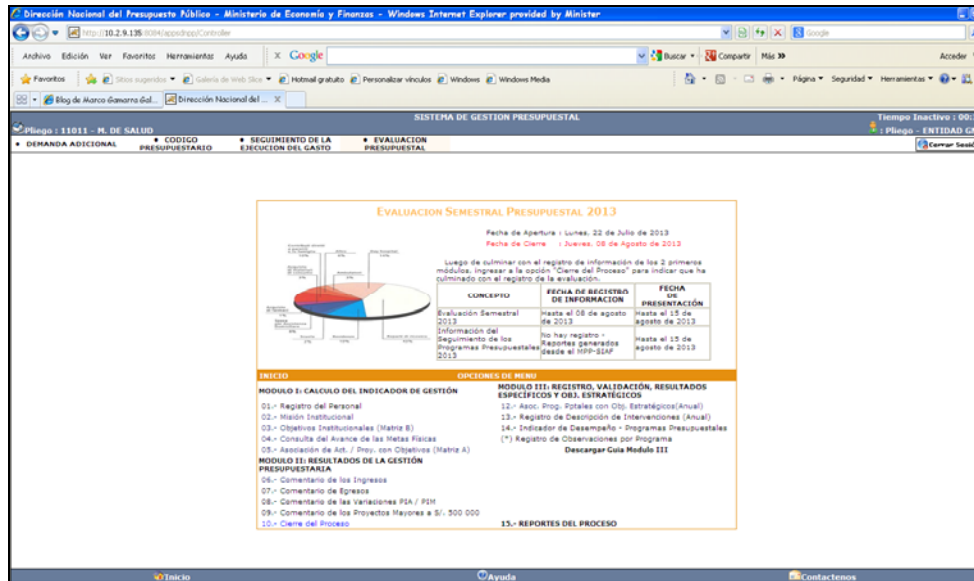 Dirección Nacional del Presupuesto Público - Ministerio de Economía y Finanzas - Windows Internet Explorer provided by Minister
http://10.2.9.135:8084/appsdnpp/Controller
Google
Archivo Edición Ver Favoritos Herramientas Ayuda
x Google
Buscar Compartir Más »
Acceder
Favoritos Sitios sugeridos Galería de Web Slice Hotmail gratuito Personalizar vínculos Windows Windows Media
Página Seguridad Herramientas
Blog de Marco Gamarra Gal... Dirección Nacional del ... X
SISTEMA DE GESTION PRESUPUESTAL
Tiempo Inactivo : 00:
Pliego : 11011 - M. DE SALUD
: Pliego - ENTIDAD G
• DEMANDA ADICIONAL
• CODIGO PRESUPUESTARIO
• SEGUIMIENTO DE LA EJECUCION DEL GASTO
• EVALUACION PRESUPUESTAL
Cerrar Sesió
EVALUACION SEMESTRAL PRESUPUESTAL 2013
Fecha de Apertura : Lunes, 22 de Julio de 2013
Fecha de Cierre : Jueves, 08 de Agosto de 2013
Luego de culminar con el registro de información de los 2 primeros
módulos, ingresar a la opción "Cierre del Proceso" para indicar que ha
culminado con el registro de la evaluación.
CONCEPTO
FECHA DE REGISTRO DE INFORMACION
FECHA DE PRESENTACIÓN
Evaluación Semestral 2013
Hasta el 08 de agosto de 2013
Hasta el 15 de agosto de 2013
Información del Seguimiento de los Programas Presupuestales 2013
No hay registro - Reportes generados desde el MPP-SIAF
Hasta el 15 de agosto de 2013
INICIO
OPCIONES DE MENU
MODULO I: CALCULO DEL INDICADOR DE GESTIÓN
01.- Registro del Personal
02.- Misión Institucional
03.- Objetivos Institucionales (Matriz B)
04.- Consulta del Avance de las Metas Físicas
05.- Asociación de Act. / Proy. con Objetivos (Matriz A)
MODULO II: RESULTADOS DE LA GESTIÓN
PRESUPUESTARIA
06.- Comentario de los Ingresos
07.- Comentario de Egresos
08.- Comentario de las Variaciones PIA / PIM
09.- Comentario de los Proyectos Mayores a S/. 500 000
10.- Cierre del Proceso
MODULO III: REGISTRO, VALIDACIÓN, RESULTADOS
ESPECÍFICOS Y OBJ. ESTRATÉGICOS
12.- Asoc. Prog. Pptales con Obj. Estratégicos(Anual)
13.- Registro de Descripción de Intervenciones (Anual)
14.- Indicador de Desempeño - Programas Presupuestales
(*) Registro de Observaciones por Programa
Descargar Guia Modulo III
15.- REPORTES DEL PROCESO
Inicio
Ayuda
Contactenos